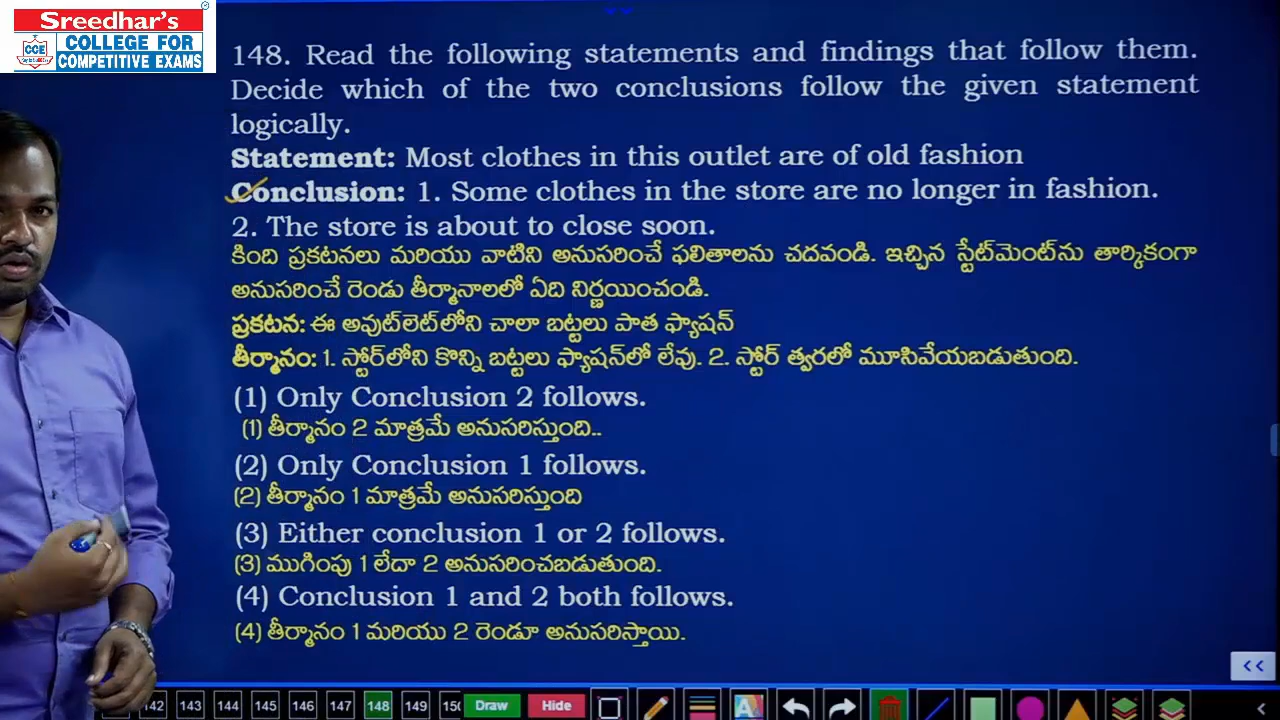 Sreedhar's
CCE
COLLEGE FOR
COMPETITIVE EXAMS
148. Read the following statements and findings that follow them.
Decide which of the two conclusions follow the given statement
logically.
Statement: Most clothes in this outlet are of old fashion
Conclusion: 1. Some clothes in the store are no longer in fashion.
2. The store is about to close soon.
కింది ప్రకటనలు మరియు వాటిని అనుసరించే ఫలితాలను చదవండి. ఇచ్చిన స్టేట్‌మెంట్‌ను తార్కికంగా
అనుసరించే రెండు తీర్మానాలలో ఏది నిర్ణయించండి.
ప్రకటన: ఈ అవుట్‌లెట్‌లోని చాలా బట్టలు పాత ఫ్యాషన్
తీర్మానం: 1. స్టోర్‌లోని కొన్ని బట్టలు ఫ్యాషన్‌లో లేవు. 2. స్టోర్ త్వరలో మూసివేయబడుతుంది.
(1) Only Conclusion 2 follows.
(1) తీర్మానం 2 మాత్రమే అనుసరిస్తుంది..
(2) Only Conclusion 1 follows.
(2) తీర్మానం 1 మాత్రమే అనుసరిస్తుంది
(3) Either conclusion 1 or 2 follows.
(3) ముగింపు 1 లేదా 2 అనుసరించబడుతుంది.
(4) Conclusion 1 and 2 both follows.
(4) తీర్మానం 1 మరియు 2 రెండూ అనుసరిస్తాయి.
<<
142 143 144 145 146 147 148 149 150 Draw Hide